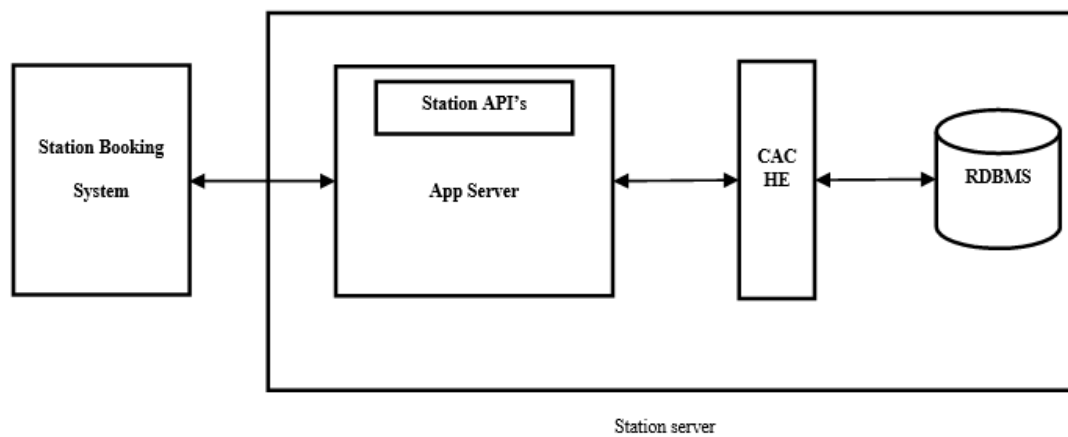 Station Booking
System
Station API's
App Server
CAC
HE
RDBMS
Station server